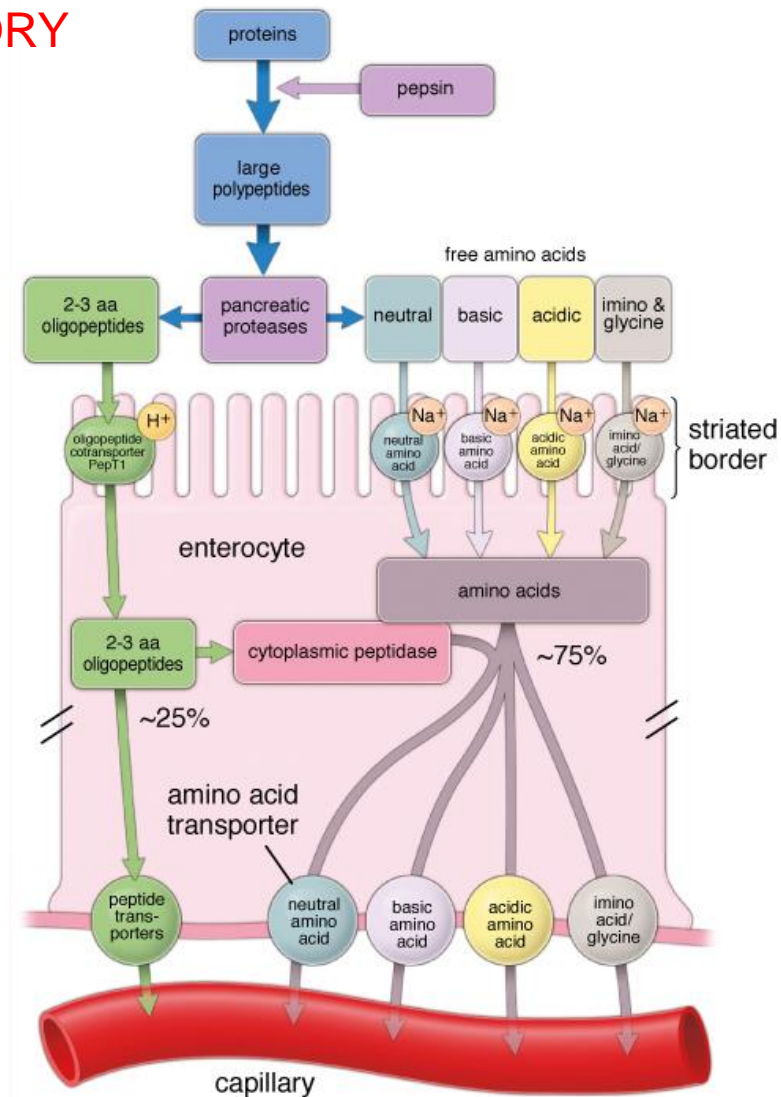 ORY
proteins
pepsin
large
polypeptides
free amino acids
2-3 aa
oligopeptides
pancreatic
proteases
neutral
basic
acidic
imino &
glycine
H+
Na+
Na+
Na+
Na+
oligopeptide
cotransporter
PepT1
neutral
amino
acid
basic
amino
acid
acidic
amino
acid
imino
acid/
glycine
striated
border
enterocyte
amino acids
2-3 aa
oligopeptides
cytoplasmic peptidase
~75%
~25%
amino acid
transporter
peptide
trans-
porters
neutral
amino
acid
basic
amino
acid
acidic
amino
acid
imino
acid/
glycine
capillary